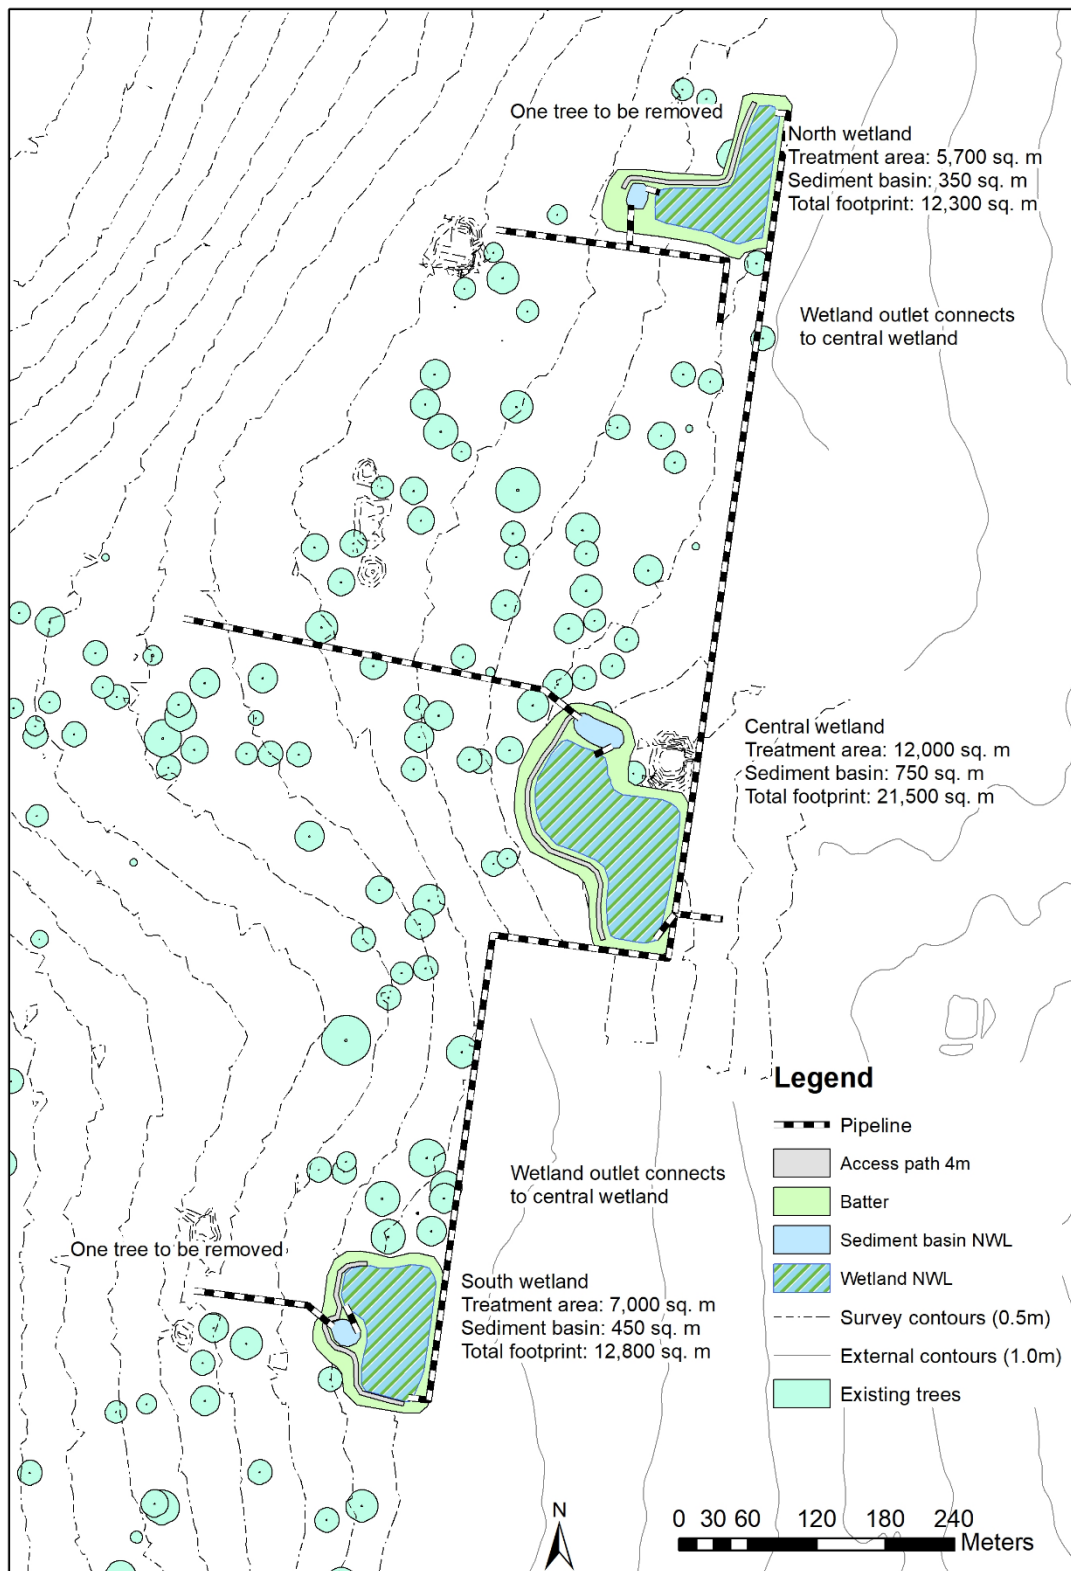 One tree to be removed
North wetland
Treatment area: 5,700 sq. m
Sediment basin: 350 sq. m
Total footprint: 12,300 sq. m
Wetland outlet connects
to central wetland
Central wetland
Treatment area: 12,000 sq. m
Sediment basin: 750 sq. m
Total footprint: 21,500 sq. m
Wetland outlet connects
to central wetland
One tree to be removed
South wetland
Treatment area: 7,000 sq. m
Sediment basin: 450 sq. m
Total footprint: 12,800 sq. m
Legend
Pipeline
Access path 4m
Batter
Sediment basin NWL
Wetland NWL
Survey contours (0.5m)
External contours (1.0m)
Existing trees
N
0 30 60 120 180 240
Meters